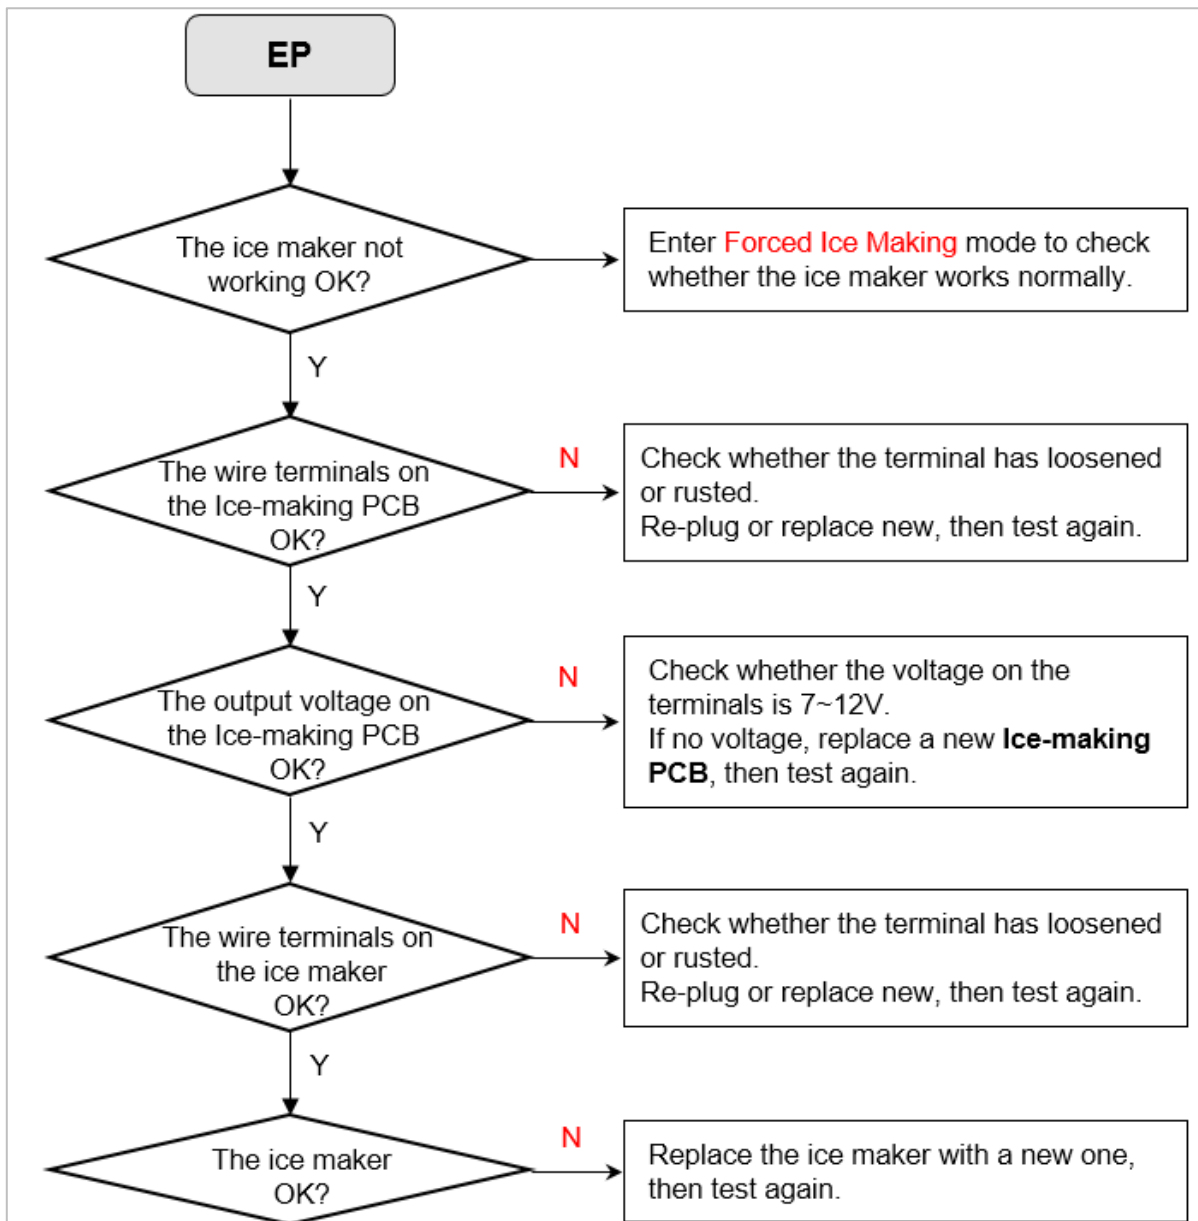 EP
The ice maker not
working OK?
Enter Forced Ice Making mode to check
whether the ice maker works normally.
Y
The wire terminals on
the Ice-making PCB
OK?
N
Check whether the terminal has loosened
or rusted.
Re-plug or replace new, then test again.
Y
The output voltage on
the Ice-making PCB
OK?
N
Check whether the voltage on the
terminals is 7~12V.
If no voltage, replace a new Ice-making
PCB, then test again.
Y
The wire terminals on
the ice maker
OK?
N
Check whether the terminal has loosened
or rusted.
Re-plug or replace new, then test again.
Y
The ice maker
OK?
N
Replace the ice maker with a new one,
then test again.